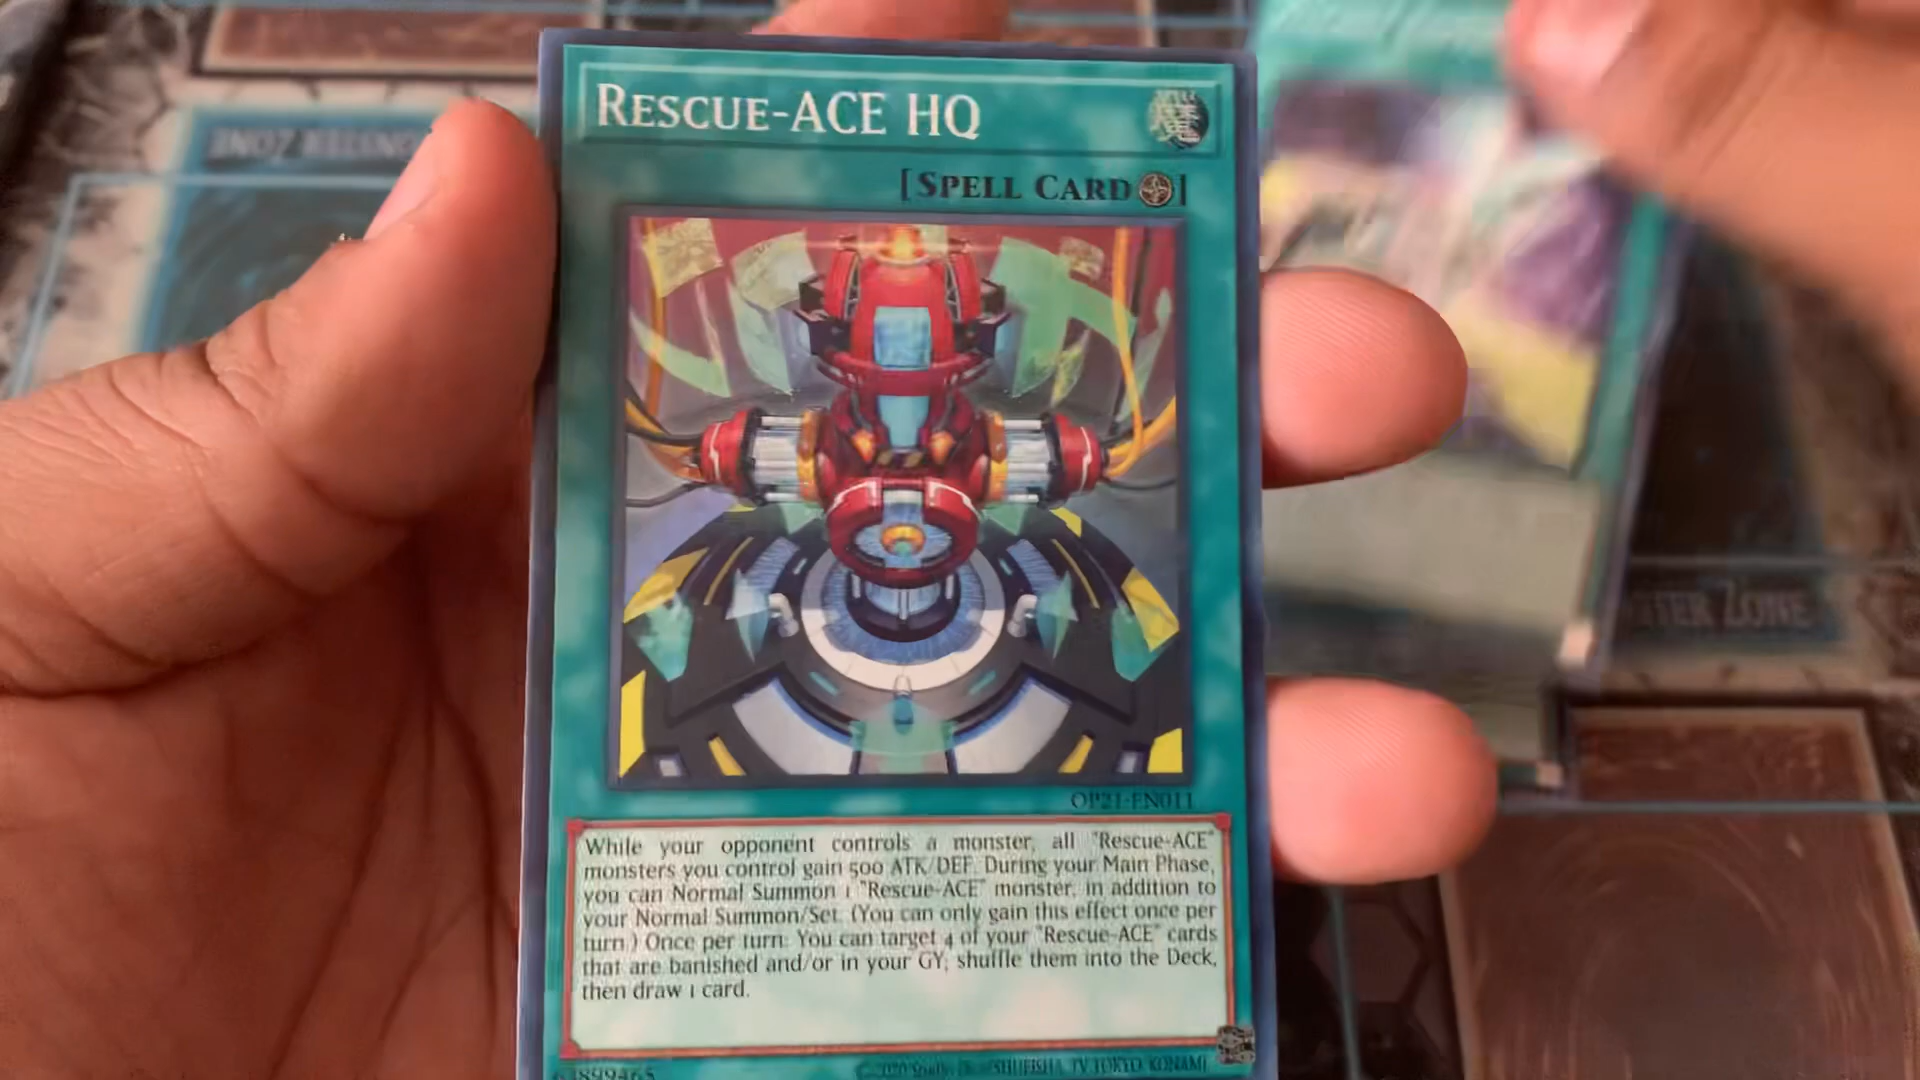 RESCUE-ACE HQ
[SPELL CARD]
OP21-EN011
While your opponent controls a monster, all "Rescue-ACE"
monsters you control gain 500 ATK/DEF. During your Main Phase,
you can Normal Summon 1 "Rescue-ACE" monster, in addition to
your Normal Summon/Set. (You can only gain this effect once per
turn.) Once per turn: You can target 4 of your "Rescue-ACE" cards
that are banished and/or in your GY; shuffle them into the Deck,
then draw 1 card.
SHUEISHA, TV TOKYO, KONAMI
ZONE
ZONE